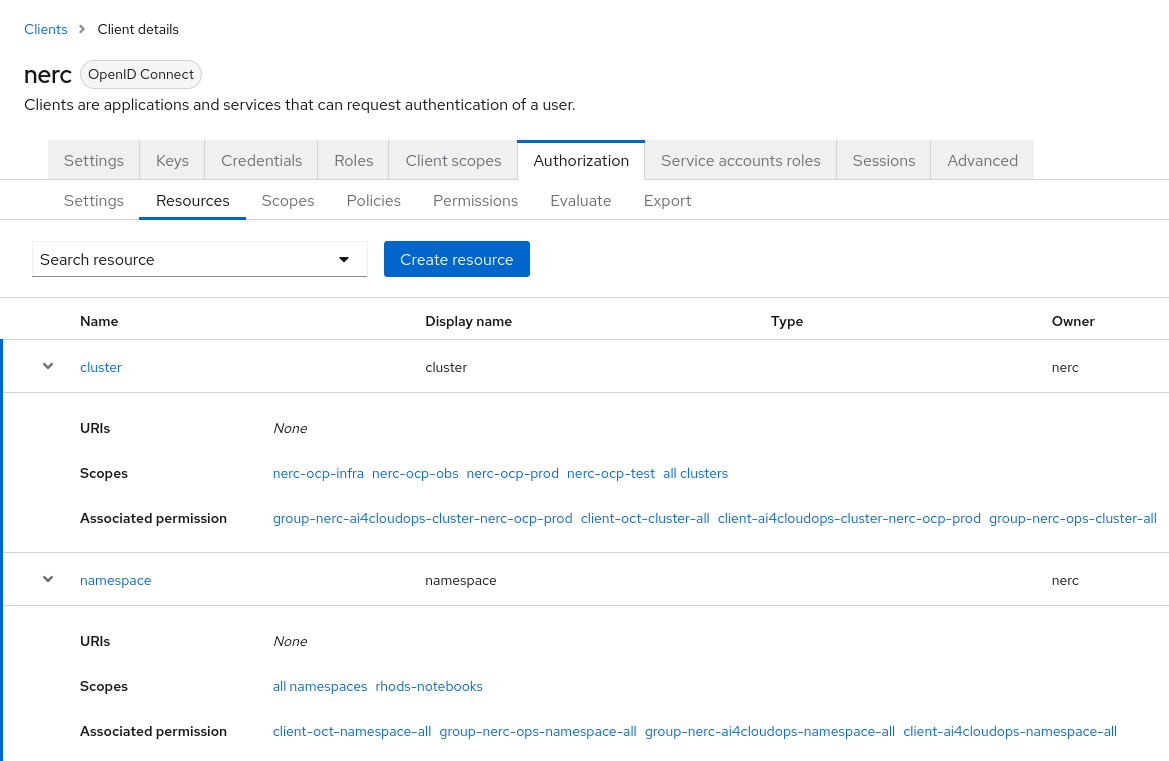 Clients > Client details
nerc OpenID Connect
Clients are applications and services that can request authentication of a user.
Settings Keys Credentials Roles Client scopes Authorization Service accounts roles Sessions Advanced
Settings Resources Scopes Policies Permissions Evaluate Export
Search resource Create resource
Name Display name Type Owner
cluster cluster nerc
URIs None
Scopes nerc-ocp-infra nerc-ocp-obs nerc-ocp-prod nerc-ocp-test all clusters
Associated permission group-nerc-ai4cloudops-cluster-nerc-ocp-prod client-oct-cluster-all client-ai4cloudops-cluster-nerc-ocp-prod group-nerc-ops-cluster-all
namespace namespace nerc
URIs None
Scopes all namespaces rhods-notebooks
Associated permission client-oct-namespace-all group-nerc-ops-namespace-all group-nerc-ai4cloudops-namespace-all client-ai4cloudops-namespace-all